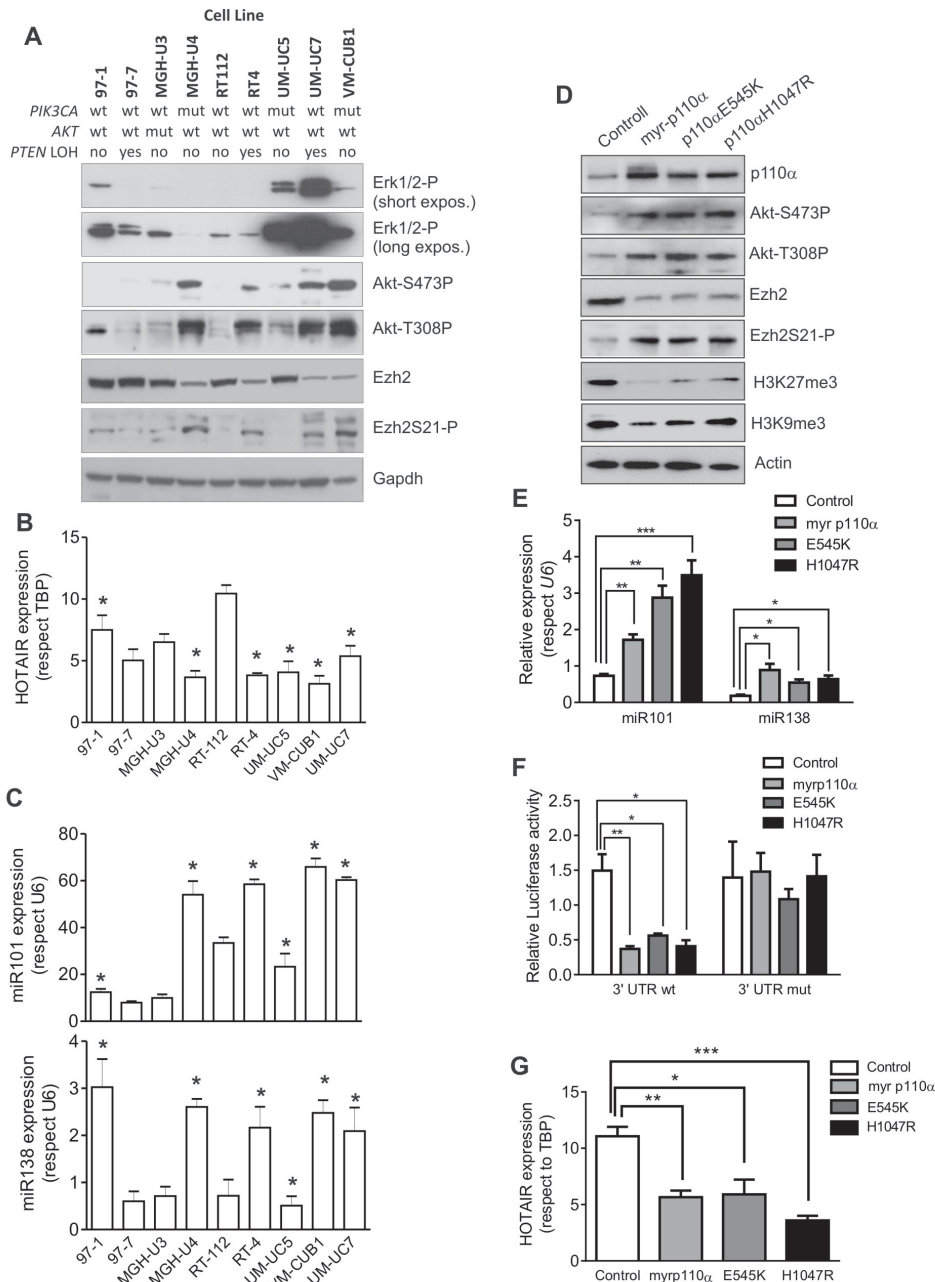 Cell Line
A
97-1
97-7
MGH-U3
MGH-U4
RT112
RT4
UM-UC5
UM-UC7
VM-CUB1
PIK3CA wt wt wt mut wt wt mut wt mut
AKT wt wt mut wt wt wt wt wt wt
PTEN LOH no yes no no no yes no yes no
Erk1/2-P
(short expos.)
Erk1/2-P
(long expos.)
Akt-S473P
Akt-T308P
Ezh2
Ezh2S21-P
Gapdh
B
HOTAIR expression
(respect TBP)
15
10
5
0
* * * * * *
97-1
97-7
MGH-U3
MGH-U4
RT-112
RT-4
UM-UC5
VM-CUB1
UM-UC7
C
miR101 expression
(respect U6)
80
60
40
20
0
* * * * * *
miR138 expression
(respect U6)
4
3
2
1
0
* * * * * *
97-1
97-7
MGH-U3
MGH-U4
RT-112
RT-4
UM-UC5
VM-CUB1
UM-UC7
D
Controll
myr-p110α
p110αE545K
p110αH1047R
p110α
Akt-S473P
Akt-T308P
Ezh2
Ezh2S21-P
H3K27me3
H3K9me3
Actin
E
Control
myr p110α
E545K
H1047R
Relative expression
(respect U6)
5
4
3
2
1
0
***
**
**
*
*
*
miR101 miR138
F
Control
myrp110α
E545K
H1047R
Relative Luciferase activity
2.5
2.0
1.5
1.0
0.5
0.0
*
*
**
3' UTR wt 3' UTR mut
G
Control
myr p110α
E545K
H1047R
HOTAIR expression
(respect to TBP)
15
10
5
0
***
*
**
Control myrp110α E545K H1047R